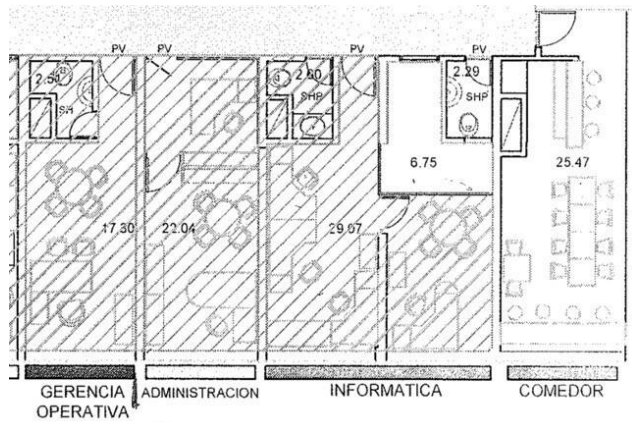 PV PV PV PV
2.50 2.60 2.29
SH SHP SHP
6.75 25.47
17.30 22.04 29.07
GERENCIA OPERATIVA
ADMINISTRACION
INFORMATICA
COMEDOR